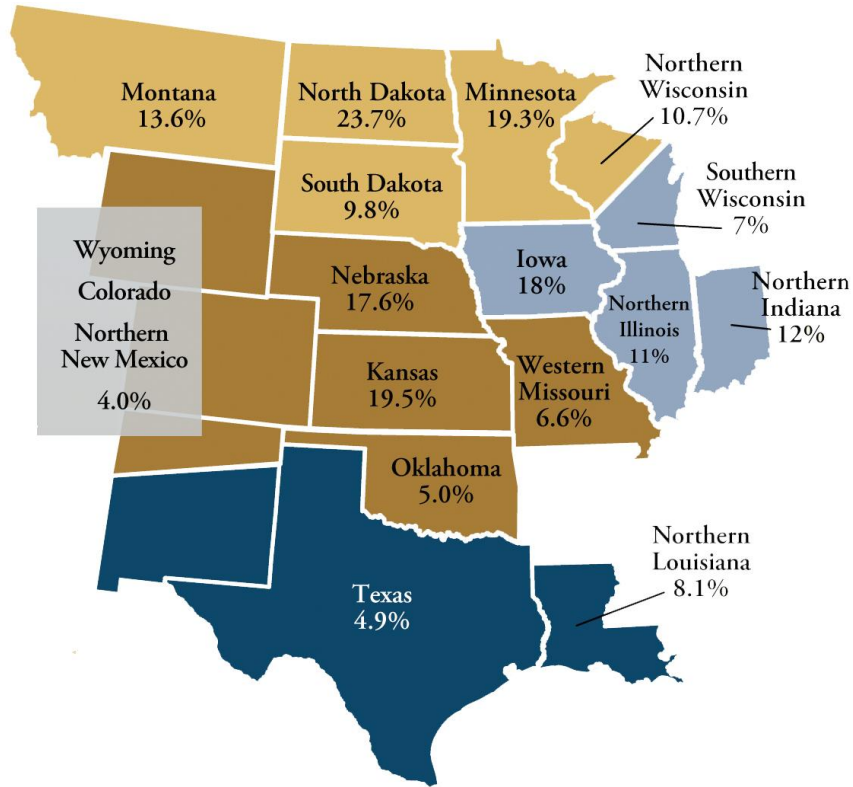 Montana
13.6%
North Dakota
23.7%
Minnesota
19.3%
Northern
Wisconsin
10.7%
South Dakota
9.8%
Southern
Wisconsin
7%
Wyoming
Colorado
Northern
New Mexico
4.0%
Nebraska
17.6%
Iowa
18%
Northern
Illinois
11%
Northern
Indiana
12%
Kansas
19.5%
Western
Missouri
6.6%
Oklahoma
5.0%
Northern
Louisiana
8.1%
Texas
4.9%